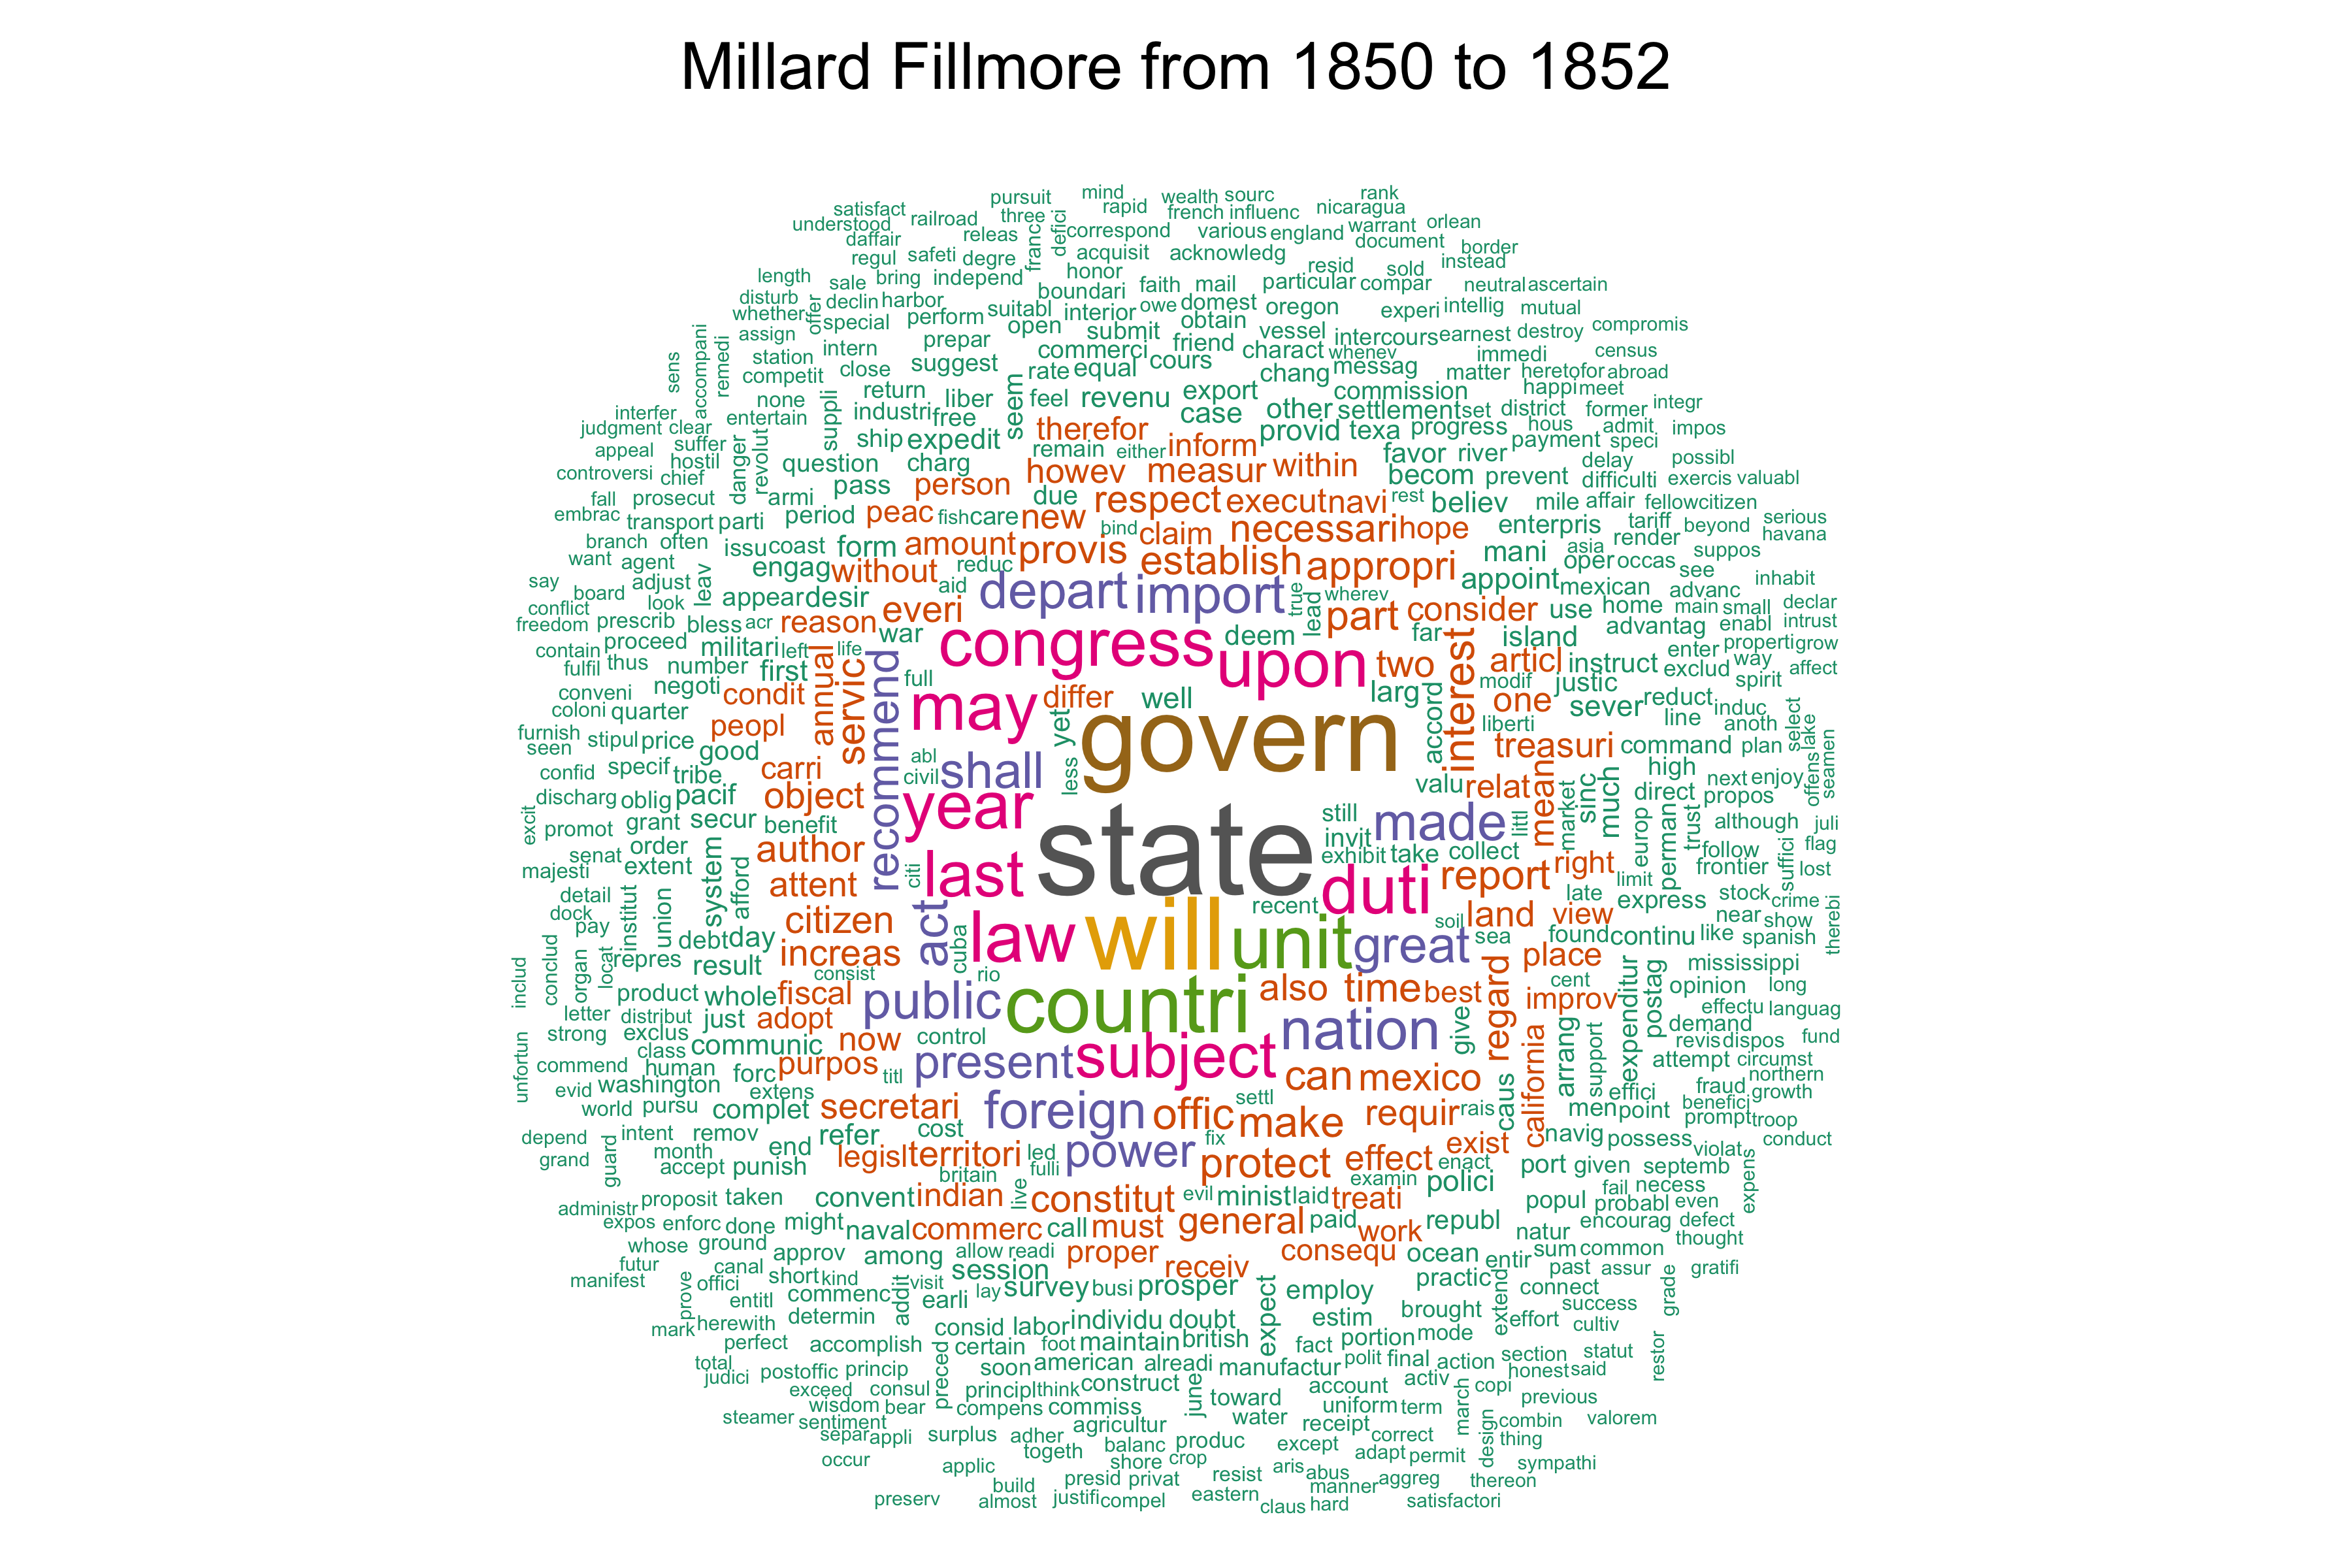 Millard Fillmore from 1850 to 1852
pursuit mind wealth sourc rank
satisfact understood railroad three rapid french influenc nicaragua
daffair releas franc defici correspond various england warrant orlean
regul safeti degre acquisit acknowledg document border
length sale bring independ honor resid sold instead
disturb declin harbor boundari faith mail particular compar neutral ascertain
whether offer special perform suitabl interior owe domest oregon experi intellig mutual
assign prepar open submit obtain vessel intercours earnest destroy compromis
sens accompani remedi station intern suggest commerci cours friend charact whenev immedi census
competit close rate equal chang messag matter heretofor abroad
none return liber seem feel revenu export commission happi meet
interfer entertain suppli industri free case other settlement set district former integr
judgment clear ship expedit therefor provid texa progress hous admit impos
appeal suffer danger revolut remain either inform payment speci
controversi hostil chief question charg howev measur within favor river delay possibl
fall prosecut armi pass person due respect execut navi becom prevent difficulti exercis valuabl
embrac transport parti period peac fish care new bind claim necessari hope rest believ mile affair fellowcitizen
branch often issu coast form amount provis establish appropri enterpris tariff beyond serious havana
want agent engag without reduc mani asia render suppos
say board adjust leav appear desir aid depart import true wherev appoint oper occas see inhabit
conflict look everi lead part consider mexican advanc
freedom prescrib bless acr reason war congress deem far use home main small declar
contain proceed militari left life upon two island advantag enabl intrust
fulfil thus number first annual servic recommend full interest articl instruct enter properti grow
conveni negoti condit may differ well larg modif justic exclud way affect
coloni quarter peopl yet govern accord one liberti sever reduct spirit
furnish seen stipul price good line induc anoth select lake
confid specif tribe carri abl civil shall less treasuri command plan
discharg oblig pacif object year valu relat mean high next enjoy offens seamen
excit promot grant secur benefit state still made littl market sinc much direct propos
senat order author invit europ perman trust although juli
majesti extent citi last exhibit take collect report right limit follow suffici flag
detail system afford attent duti late frontier lost
dock institut union citizen act law will recent unit soil land view express stock crime
pay debt day increas cuba great sea found continu near show therebi
includ conclud organ locat repres result consist rio place like spanish
product whole fiscal public countri also time best regard cent improv expenditur postag mississippi
letter distribut just adopt opinion long
strong exclus now control nation give california demand effectu languag
unfortun class communic present subject arrang support revis dispos fund
commend human forc purpos titl can mexico attempt circumst
evid washington extens settl caus effici northern
world pursu complet secretari foreign offic make requir rais men point fraud growth
benefici
depend intent remov refer cost fix exist navig possess prompt troop
grand guard month end legisl territori led power protect effect enact violat conduct
accept punish britain fulli port given septemb
administr proposit taken convent indian live constitut evil minist laid examin treati polici popul fail necess expens
expos enforc done might naval commerc call must general paid work republ probabl even
whose ground approv among allow readi proper consequ ocean natur encourag defect
futur canal short kind session receiv entir sum common thought
manifest offici commenc visit lay survey busi prosper expect employ practic past assur gratifi
prove entitl addit earli extend connect
mark herewith determin consid labor individu doubt estim brought effort success grade
perfect accomplish certain foot maintain british fact portion mode cultiv
total postoffic princip preced soon american alreadi manufactur polit final action section statut restor
judici exceed consul principl think construct june account activ honest said
steamer wisdom bear compens commiss toward uniform term march copi previous
sentiment agricultur water receipt combin valorem
separ appli surplus adher balanc produc except correct design thing
occur applic togeth shore crop aris adapt permit sympathi
build presid privat resist abus aggreg thereon
preserv almost justifi compel eastern claus hard manner satisfactori